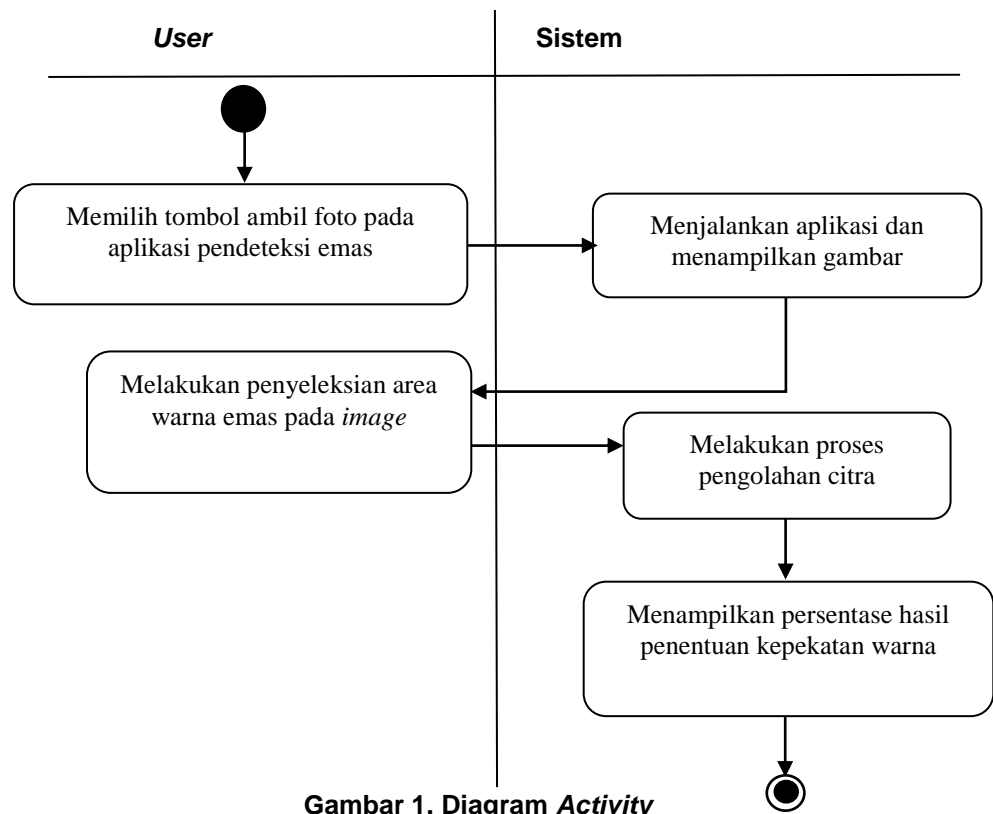 User
Sistem
Memilih tombol ambil foto pada
aplikasi pendeteksi emas
Menjalankan aplikasi dan
menampilkan gambar
Melakukan penyeleksian area
warna emas pada image
Melakukan proses
pengolahan citra
Menampilkan persentase hasil
penentuan kepekatan warna
Gambar 1. Diagram Activity